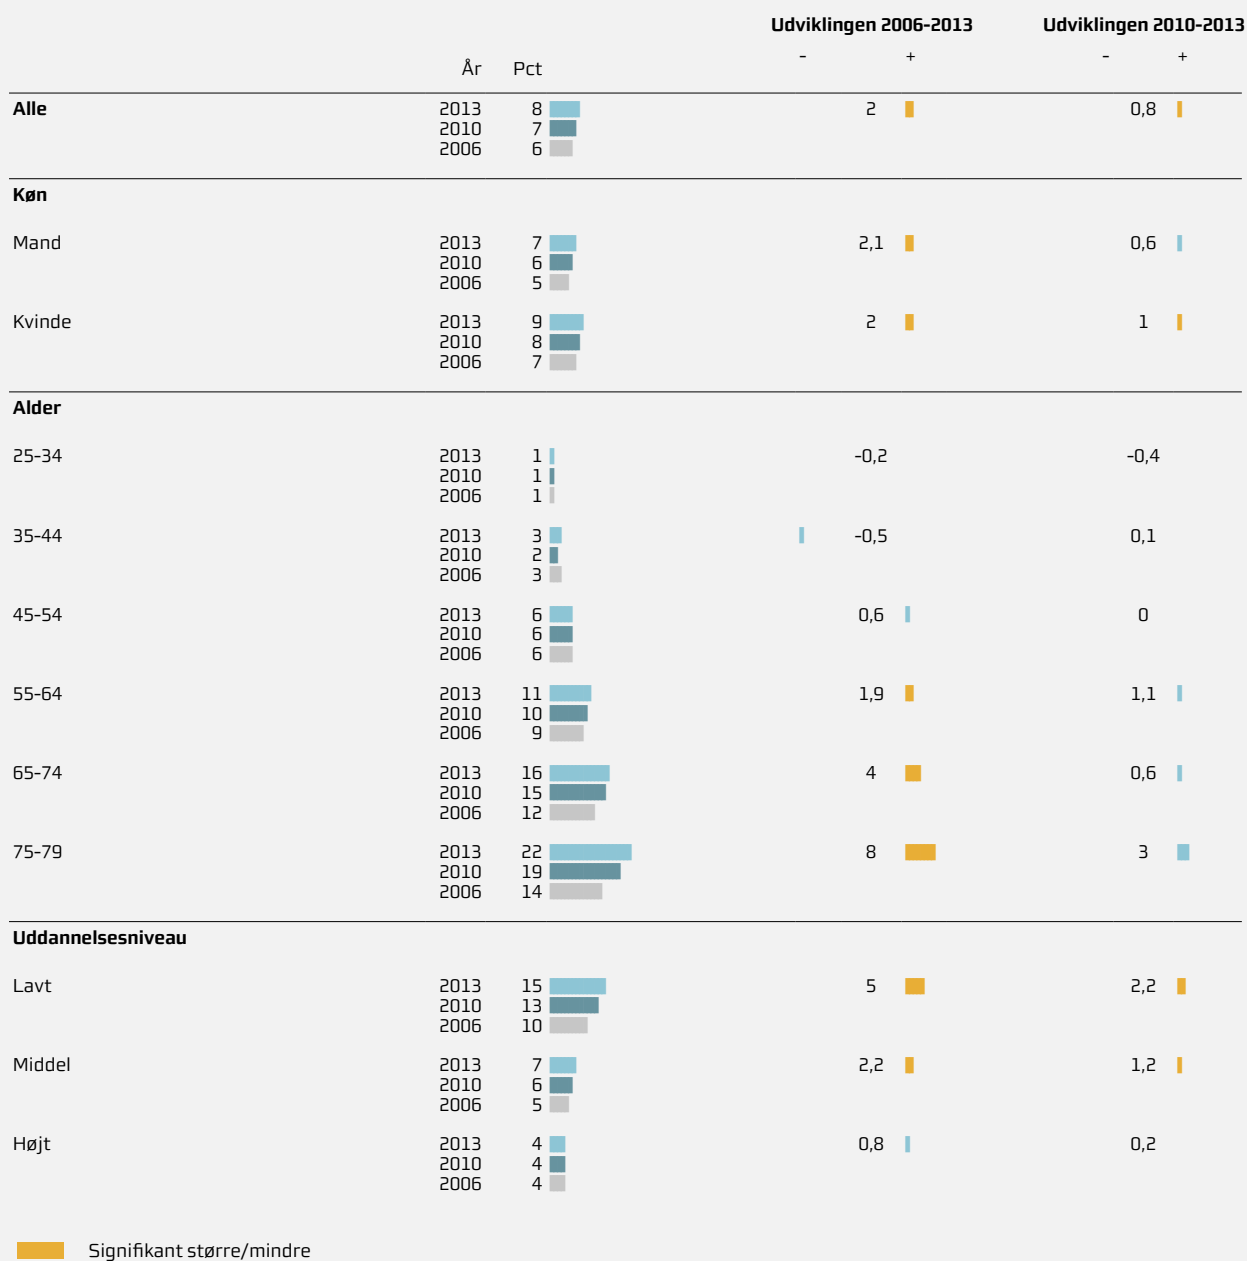 Udviklingen 2006-2013 Udviklingen 2010-2013
År Pct - + - +
Alle 2013 8 2 0,8
2010 7
2006 6
Køn
Mand 2013 7 2,1 0,6
2010 6
2006 5
Kvinde 2013 9 2 1
2010 8
2006 7
Alder
25-34 2013 1 -0,2 -0,4
2010 1
2006 1
35-44 2013 3 -0,5 0,1
2010 2
2006 3
45-54 2013 6 0,6 0
2010 6
2006 6
55-64 2013 11 1,9 1,1
2010 10
2006 9
65-74 2013 16 4 0,6
2010 15
2006 12
75-79 2013 22 8 3
2010 19
2006 14
Uddannelsesniveau
Lavt 2013 15 5 2,2
2010 13
2006 10
Middel 2013 7 2,2 1,2
2010 6
2006 5
Højt 2013 4 0,8 0,2
2010 4
2006 4
Signifikant større/mindre